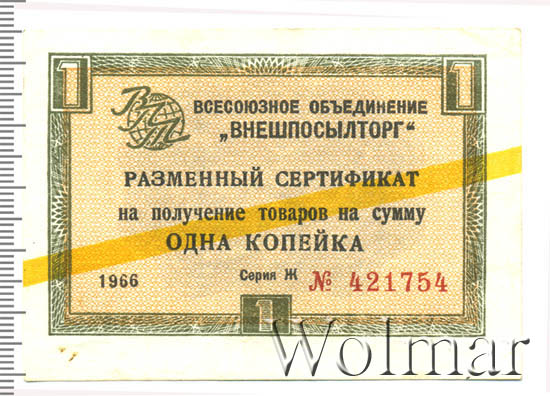 1 1
ВПТ
ВСЕСОЮЗНОЕ ОБЪЕДИНЕНИЕ
„ВНЕШПОСЫЛТОРГ“
РАЗМЕННЫЙ СЕРТИФИКАТ
на получение товаров на сумму
ОДНА КОПЕЙКА
1966 Серия Ж № 421754
1
Wolmar